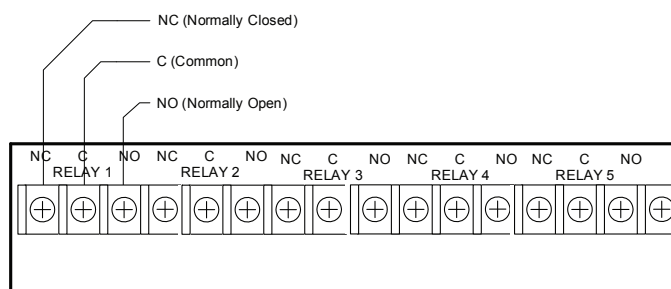 NC (Normally Closed)
C (Common)
NO (Normally Open)
NC C NO NC C NO NC C NO NC C NO NC C NO
RELAY 1 RELAY 2 RELAY 3 RELAY 4 RELAY 5